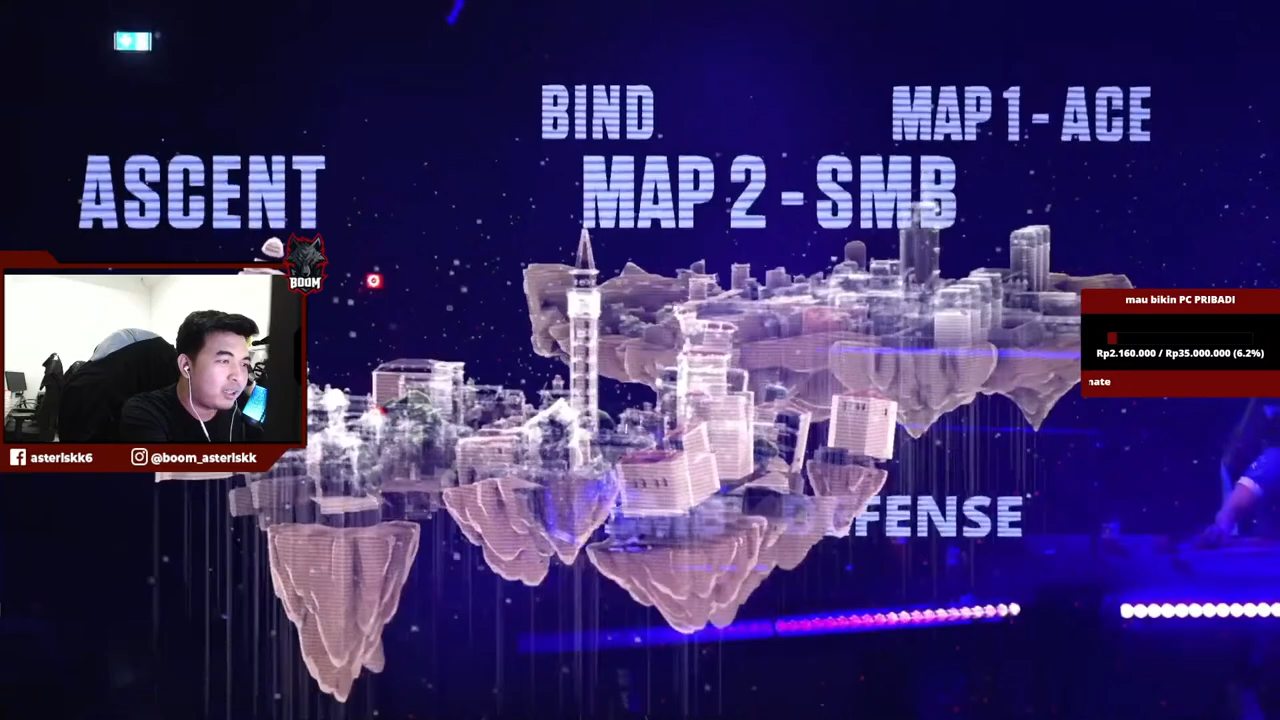 BIND
MAP 1 - ACE
ASCENT
MAP 2 - SMB
BOOM
mau bikin PC PRIBADI
Rp2.160.000 / Rp35.000.000 (6.2%)
nate
asterlskk6
@boom_asteriskk
FENSE